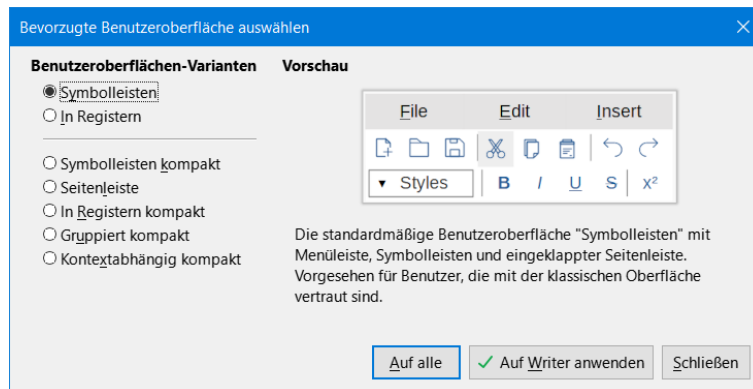 Bevorzugte Benutzeroberfläche auswählen
Benutzeroberflächen-Varianten
Symbolleisten
In Registern
Symbolleisten kompakt
Seitenleiste
In Registern kompakt
Gruppiert kompakt
Kontextabhängig kompakt
Vorschau
File Edit Insert
Styles B I U S x²
Die standardmäßige Benutzeroberfläche "Symbolleisten" mit
Menüleiste, Symbolleisten und eingeklappter Seitenleiste.
Vorgesehen für Benutzer, die mit der klassischen Oberfläche
vertraut sind.
Auf alle Auf Writer anwenden Schließen